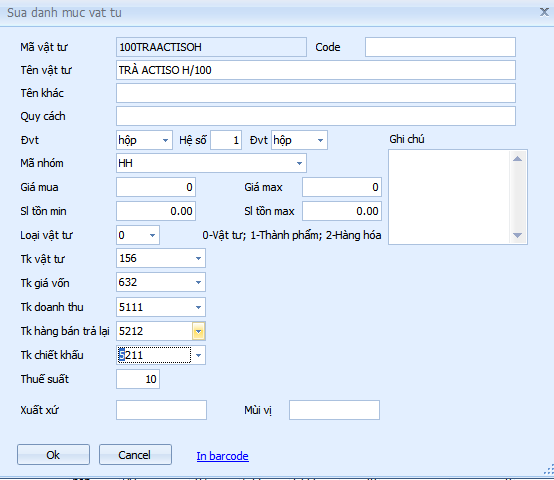 Sua danh muc vat tu
Mã vật tư 100TRAACTISOH Code
Tên vật tư TRÀ ACTISO H/100
Tên khác
Quy cách
Đvt hộp Hệ số 1 Đvt hộp Ghi chú
Mã nhóm HH
Giá mua 0 Giá max 0
Sl tồn min 0.00 Sl tồn max 0.00
Loại vật tư 0 0-Vật tư; 1-Thành phẩm; 2-Hàng hóa
Tk vật tư 156
Tk giá vốn 632
Tk doanh thu 5111
Tk hàng bán trả lại 5212
Tk chiết khấu 5211
Thuế suất 10
Xuất xứ Mùi vị
Ok Cancel In barcode